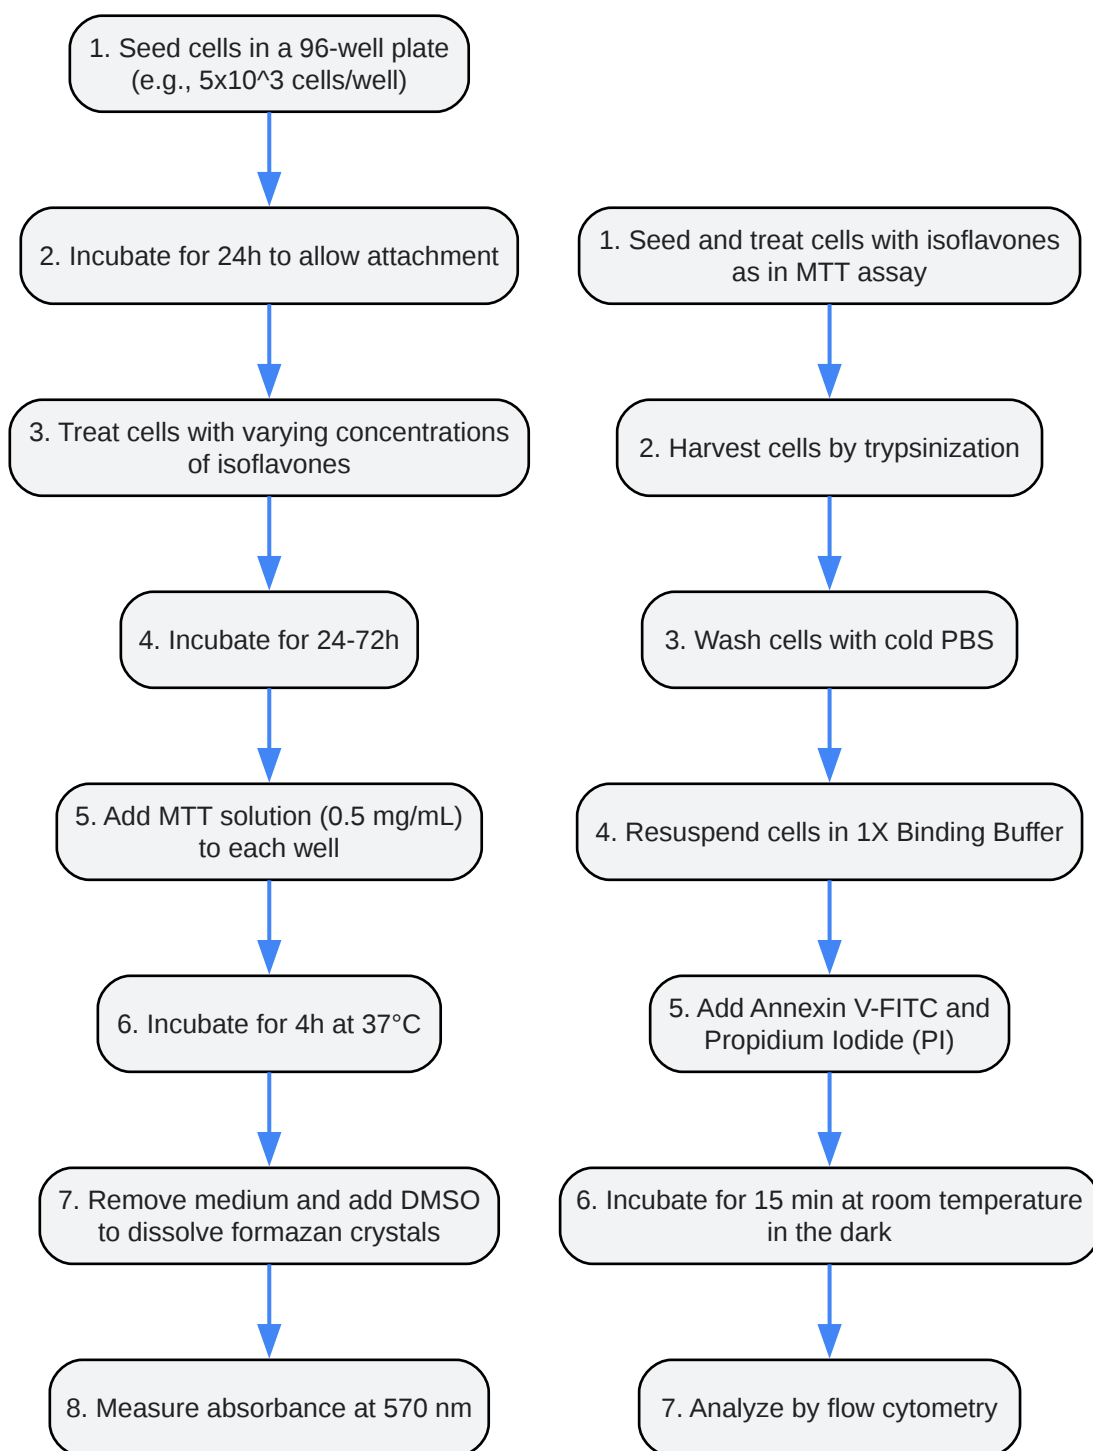 1. Seed cells in a 96-well plate
(e.g., 5x10^3 cells/well)
2. Incubate for 24h to allow attachment
3. Treat cells with varying concentrations
of isoflavones
4. Incubate for 24-72h
5. Add MTT solution (0.5 mg/mL)
to each well
6. Incubate for 4h at 37°C
7. Remove medium and add DMSO
to dissolve formazan crystals
8. Measure absorbance at 570 nm
1. Seed and treat cells with isoflavones
as in MTT assay
2. Harvest cells by trypsinization
3. Wash cells with cold PBS
4. Resuspend cells in 1X Binding Buffer
5. Add Annexin V-FITC and
Propidium Iodide (PI)
6. Incubate for 15 min at room temperature
in the dark
7. Analyze by flow cytometry